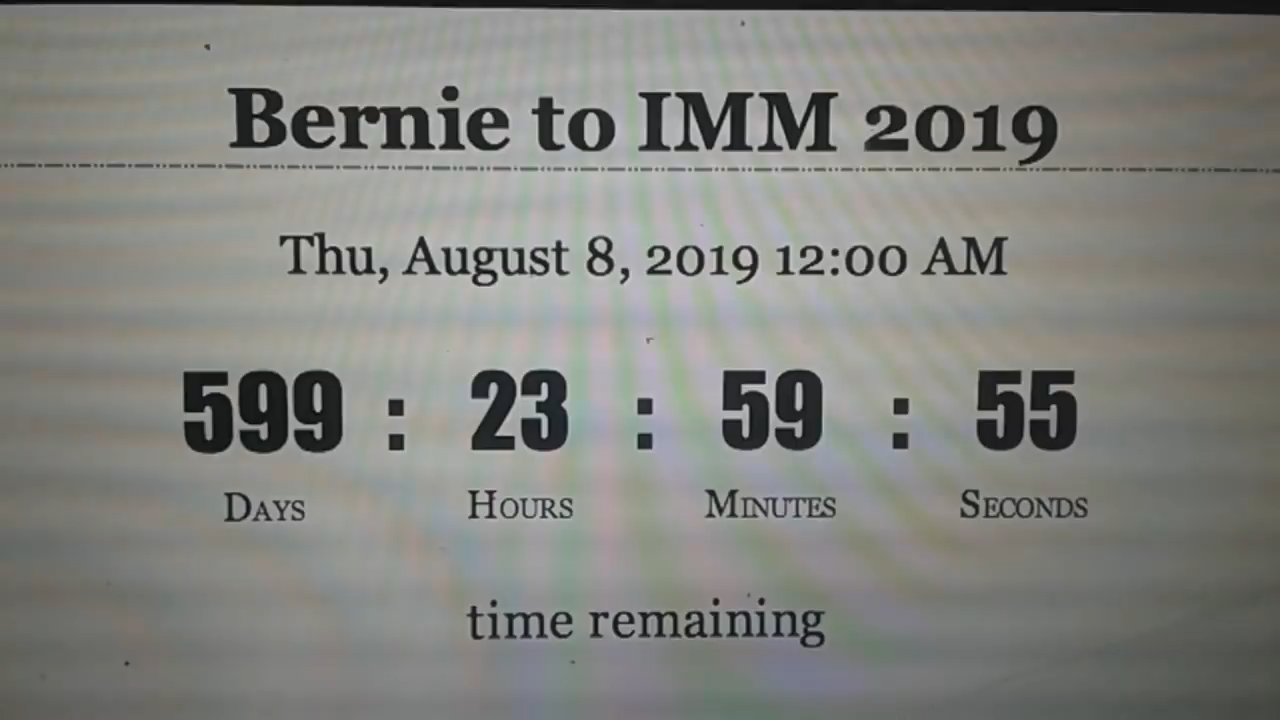 Bernie to IMM 2019
Thu, August 8, 2019 12:00 AM
599 : 23 : 59 : 55
Days Hours Minutes Seconds
time remaining